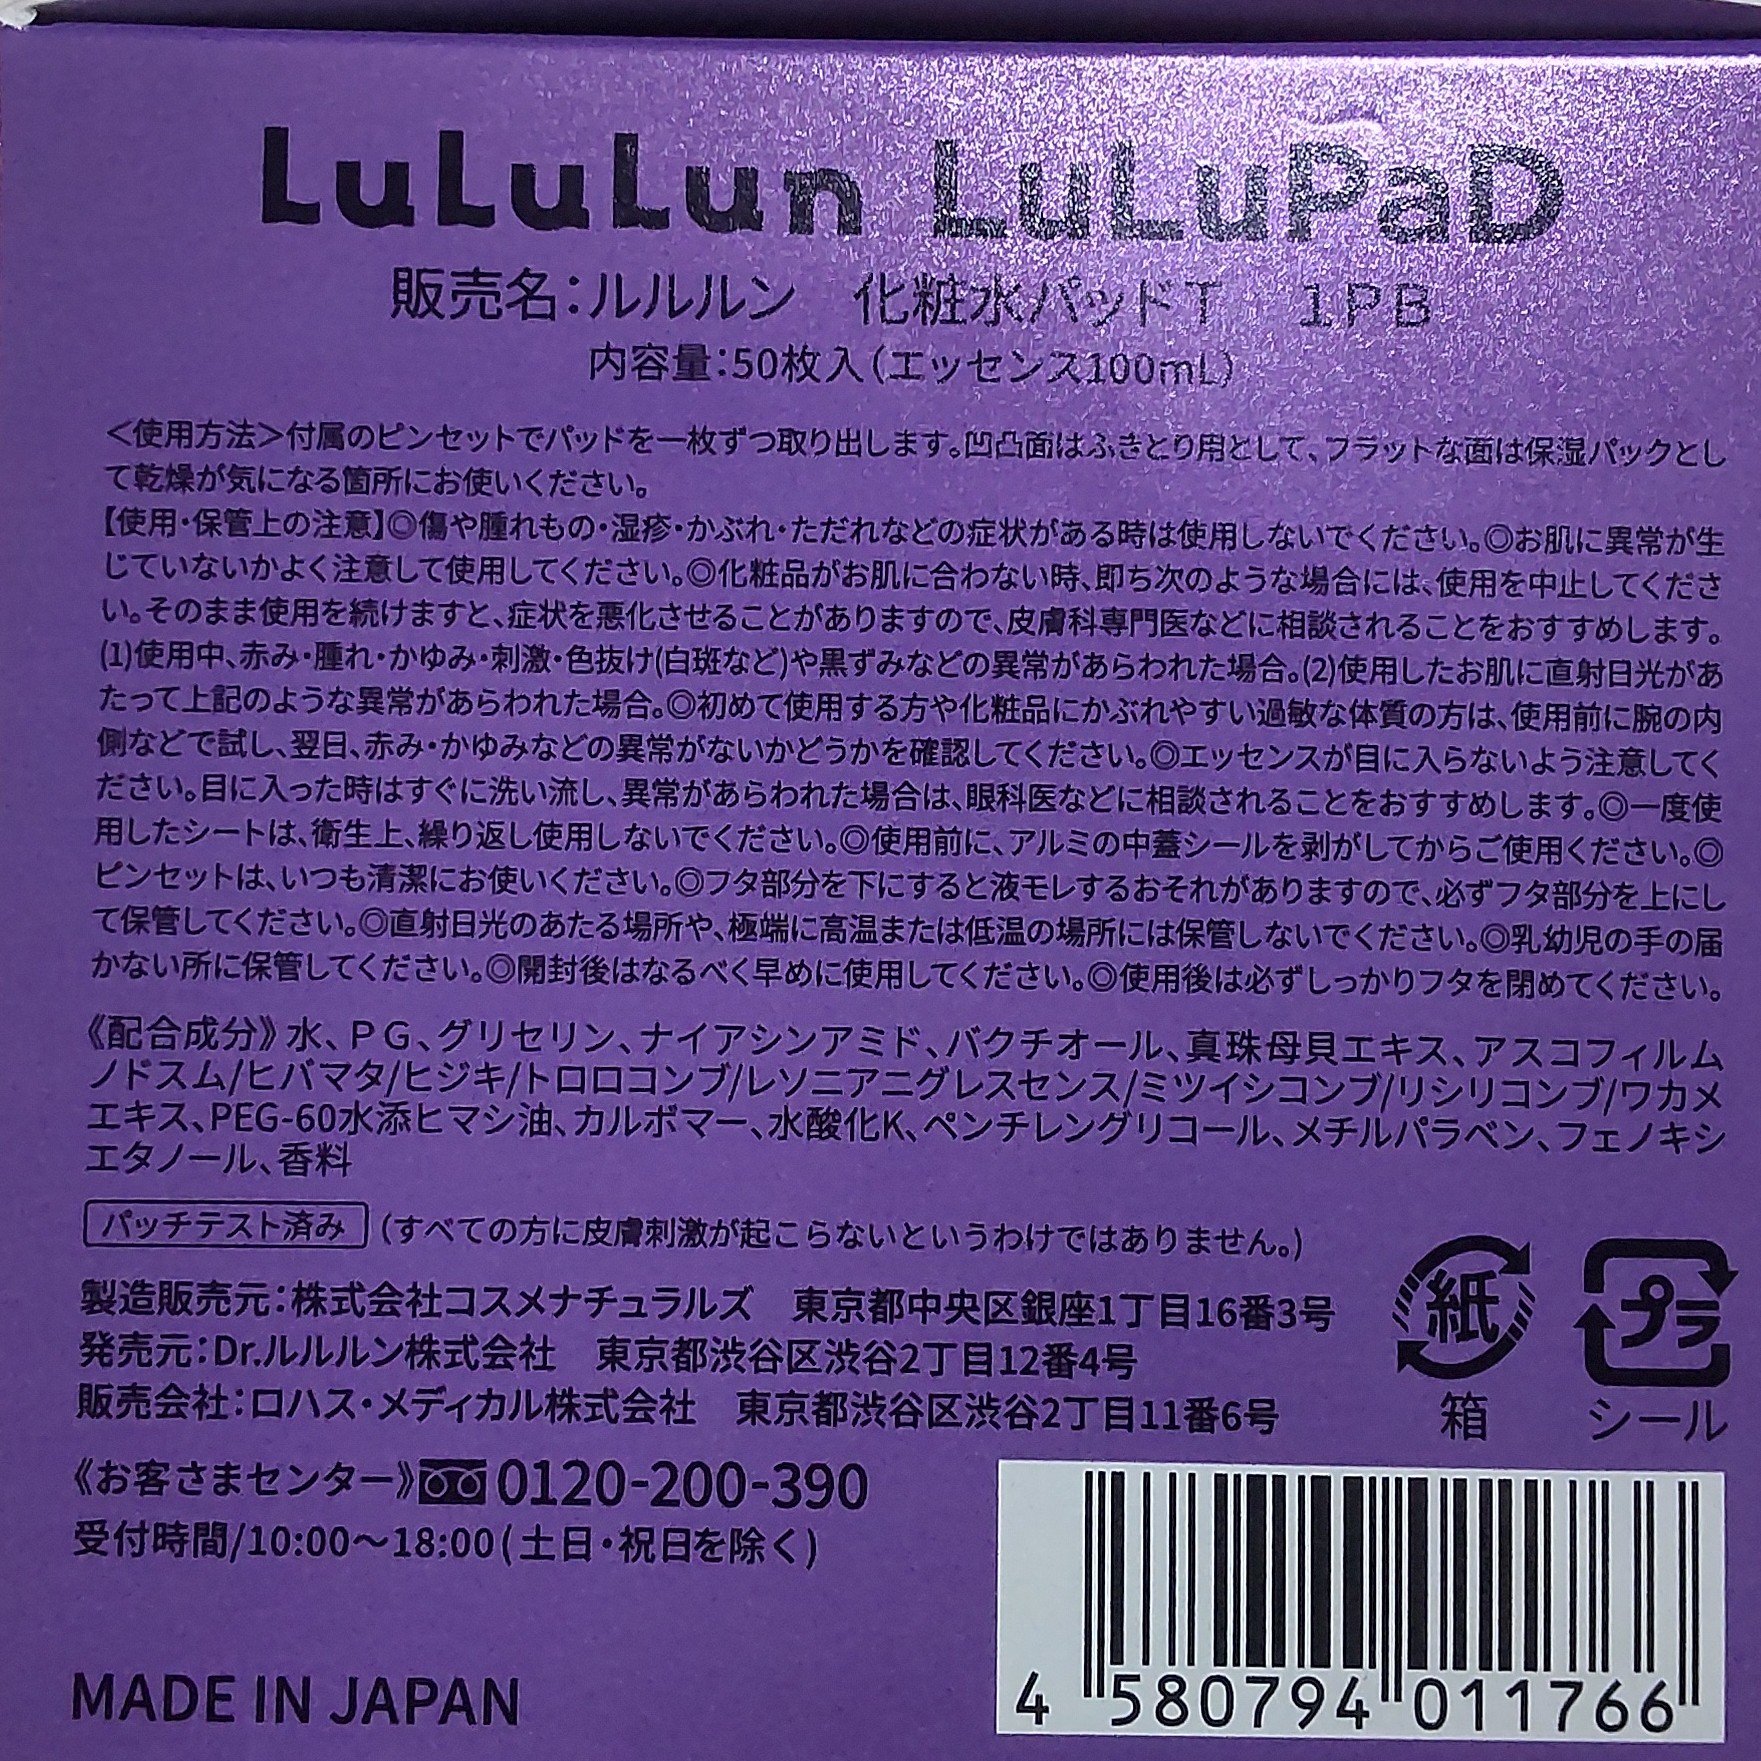 LuLuLun LuLuPaD
販売名:ルルルン　化粧水パッドT　1PB
内容量:50枚入(エッセンス100mL)
＜使用方法＞付属のピンセットでパッドを一枚ずつ取り出します。凹凸面はふきとり用として、フラットな面は保湿パックとし
て乾燥が気になる箇所にお使いください。
【使用・保管上の注意】◎傷や腫れもの・湿疹・かぶれ・ただれなどの症状がある時は使用しないでください。◎お肌に異常が生
じていないかよく注意して使用してください。◎化粧品がお肌に合わない時、即ち次のような場合には、使用を中止してくださ
い。そのまま使用を続けますと、症状を悪化させることがありますので、皮膚科専門医などに相談されることをおすすめします。
(1)使用中、赤み・腫れ・かゆみ・刺激・色抜け(白斑など)や黒ずみなどの異常があらわれた場合。(2)使用したお肌に直射日光があ
たって上記のような異常があらわれた場合。◎初めて使用する方や化粧品にかぶれやすい過敏な体質の方は、使用前に腕の内
側などで試し、翌日、赤み・かゆみなどの異常がないかどうかを確認してください。◎エッセンスが目に入らないよう注意してく
ださい。目に入った時はすぐに洗い流し、異常があらわれた場合は、眼科医などに相談されることをおすすめします。◎一度使
用したシートは、衛生上、繰り返し使用しないでください。◎使用前に、アルミの中蓋シールを剥がしてからご使用ください。◎
ピンセットは、いつも清潔にお使いください。◎フタ部分を下にすると液モレするおそれがありますので、必ずフタ部分を上にし
て保管してください。◎直射日光のあたる場所や、極端に高温または低温の場所には保管しないでください。◎乳幼児の手の届
かない所に保管してください。◎開封後はなるべく早めに使用してください。◎使用後は必ずしっかりフタを閉めてください。
《配合成分》水、ＰＧ、グリセリン、ナイアシンアミド、バクチオール、真珠母貝エキス、アスコフィルム
ノドスム/ヒバマタ/ヒジキ/トロロコンブ/レソニアニグレスセンス/ミツイシコンブ/リシリコンブ/ワカメ
エキス、PEG-60水添ヒマシ油、カルボマー、水酸化K、ペンチレングリコール、メチルパラベン、フェノキシ
エタノール、香料
パッチテスト済み (すべての方に皮膚刺激が起こらないというわけではありません。)
製造販売元:株式会社コスメナチュラルズ　東京都中央区銀座1丁目16番3号
発売元:Dr.ルルルン株式会社　東京都渋谷区渋谷2丁目12番4号
販売会社:ロハス・メディカル株式会社　東京都渋谷区渋谷2丁目11番6号
紙
箱
プラ
シール
《お客さまセンター》0120-200-390
受付時間/10:00〜18:00(土日・祝日を除く)
MADE IN JAPAN
4 580794 011766